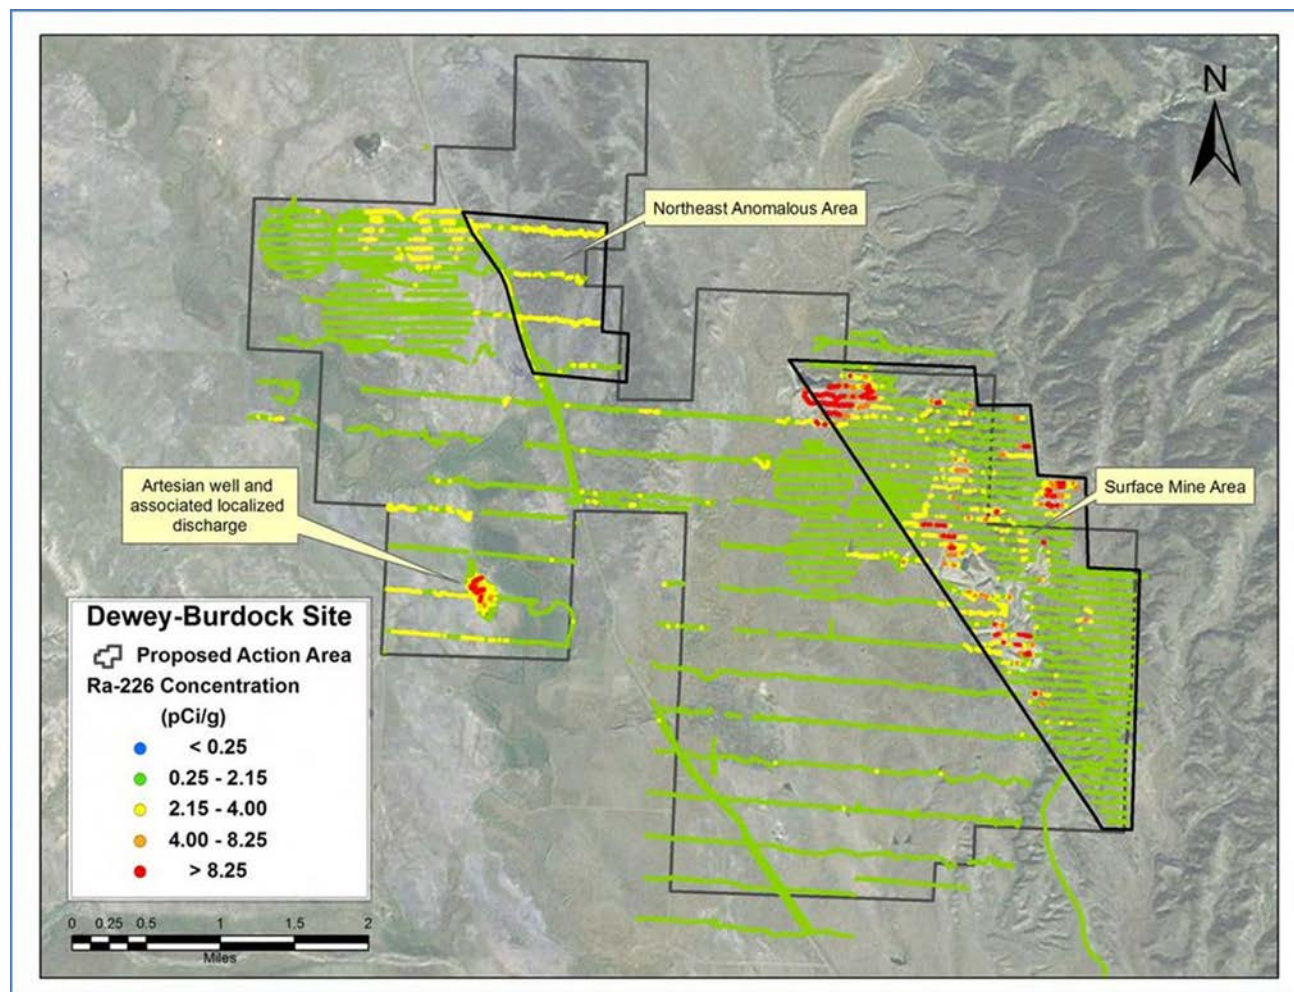 N
Northeast Anomalous Area
Surface Mine Area
Artesian well and
associated localized
discharge
Dewey-Burdock Site
Proposed Action Area
Ra-226 Concentration
(pCi/g)
< 0.25
0.25 - 2.15
2.15 - 4.00
4.00 - 8.25
> 8.25
0 0.25 0.5 1 1.5 2
Miles